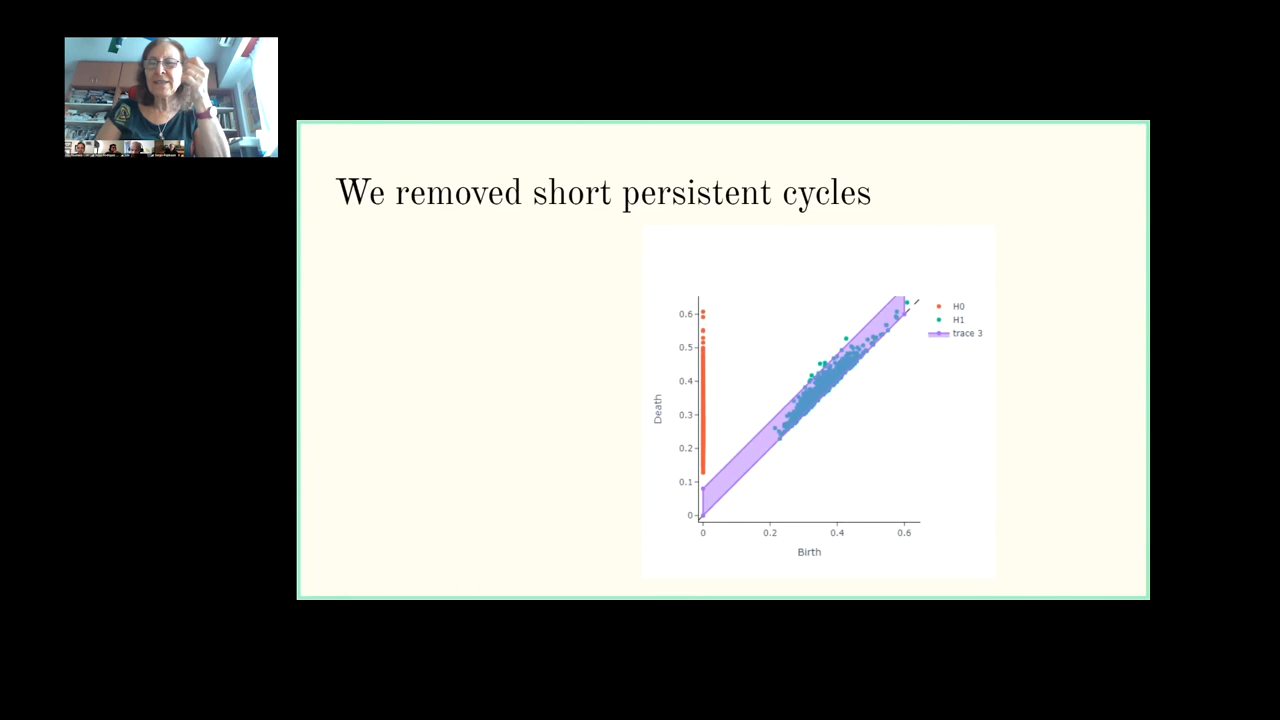 We removed short persistent cycles
0.6
0.5
0.4
0.3
0.2
0.1
0
0
0.2
0.4
0.6
Death
Birth
H0
H1
trace 3